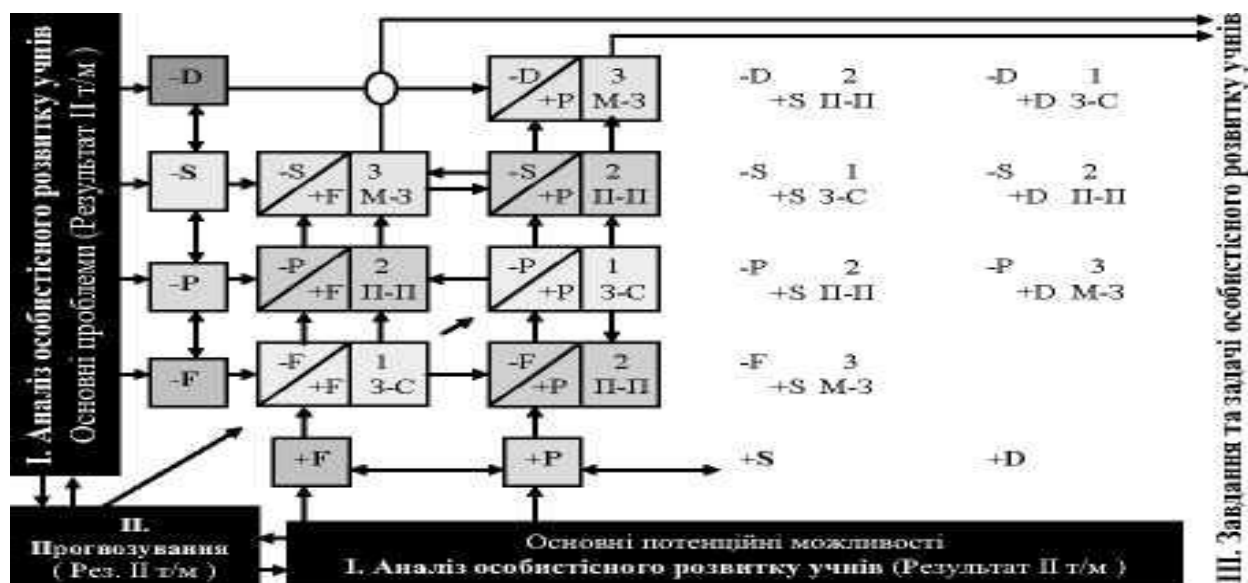 I. Аналіз особистісного розвитку учнів
Основні проблеми (Результат ІІ т/м)
-D
-D
+P
3
М-З
-D
+S
2
П-П
-D
+D
1
З-С
-S
-S
+F
3
М-З
-S
+P
2
П-П
-S
+S
1
З-С
-S
+D
2
П-П
-P
-P
+F
2
П-П
-P
+P
1
З-С
-P
+S
2
П-П
-P
+D
3
М-З
-F
-F
+F
1
З-С
-F
+P
2
П-П
-F
+S
3
М-З
+F
+P
+S
+D
II.
Прогнозування
( Рез. ІІ т/м )
Основні потенційні можливості
I. Аналіз особистісного розвитку учнів (Результат ІІ т/м )
III. Завдання та задачі особистісного розвитку учнів